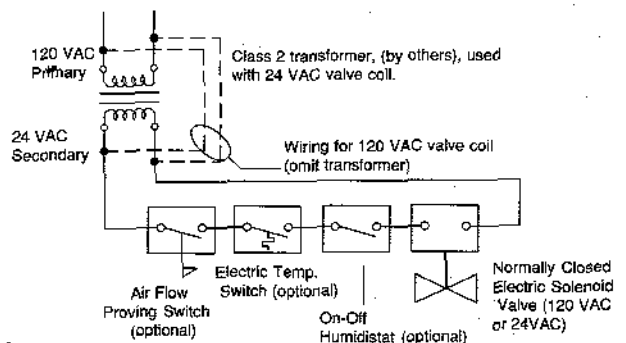 120 VAC
Primary
Class 2 transformer, (by others), used
with 24 VAC valve coil.
24 VAC
Secondary
Wiring for 120 VAC valve coil
(omit transformer)
Air Flow
Proving Switch
(optional)
Electric Temp.
Switch (optional)
On-Off
Humidistat (optional)
Normally Closed
Electric Solenoid
Valve (120 VAC
or 24VAC)